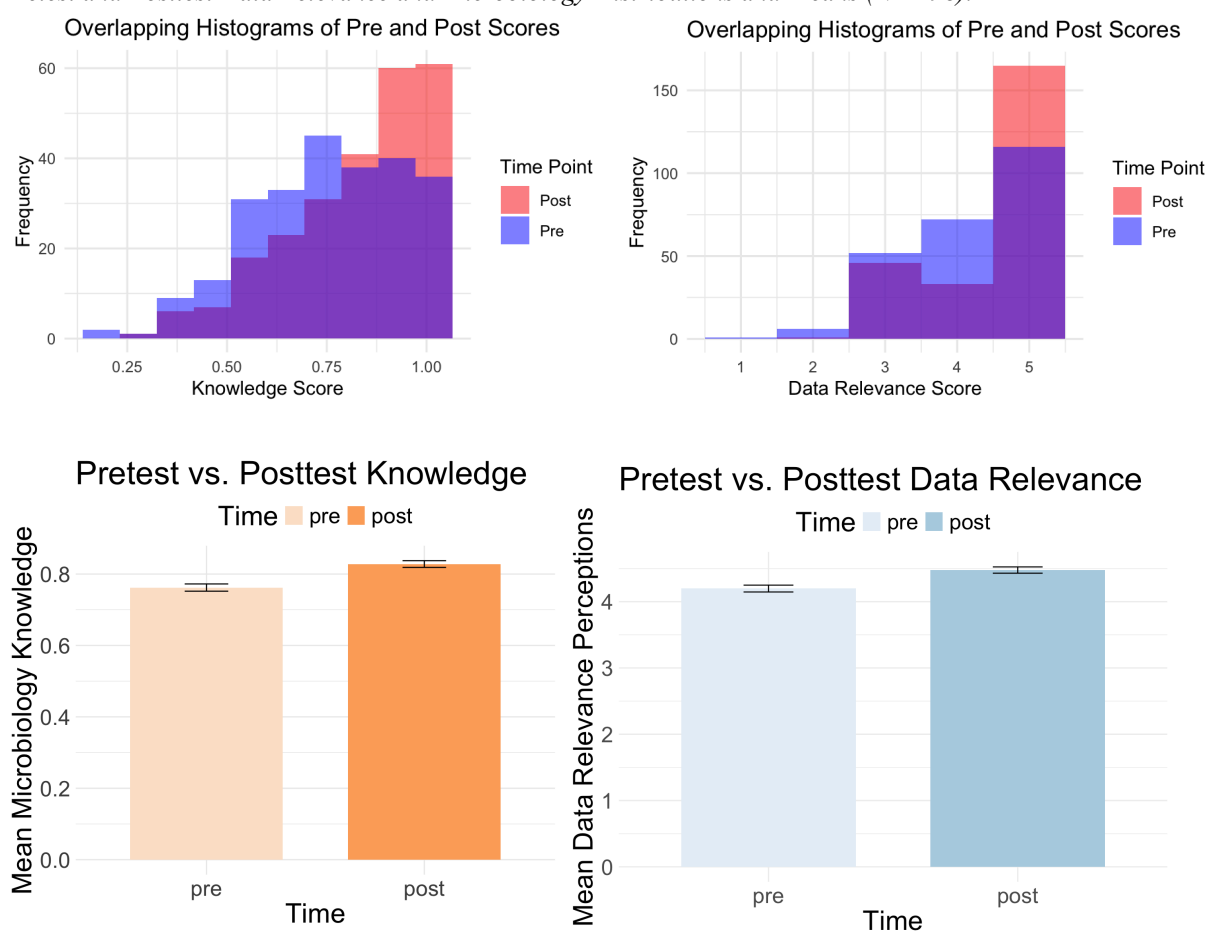 Overlapping Histograms of Pre and Post Scores
60
40
20
0
Frequency
0.25 0.50 0.75 1.00
Knowledge Score
Time Point
Post
Pre
Overlapping Histograms of Pre and Post Scores
150
100
50
0
Frequency
1 2 3 4 5
Data Relevance Score
Time Point
Post
Pre
Pretest vs. Posttest Knowledge
Time pre post
Mean Microbiology Knowledge
0.8
0.6
0.4
0.2
0.0
pre post
Time
Pretest vs. Posttest Data Relevance
Time pre post
Mean Data Relevance Perceptions
4
3
2
1
0
pre post
Time